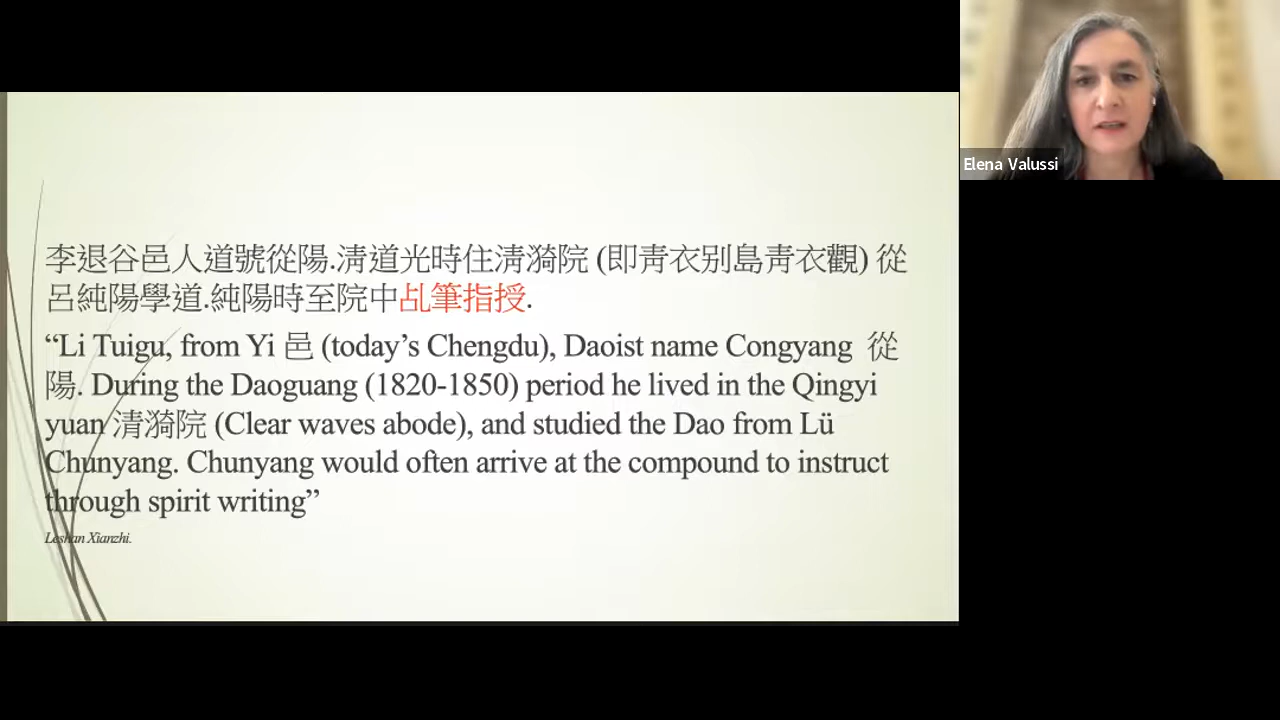 Elena Valussi
李退谷邑人道號從陽.淸道光時住淸漪院 (即靑衣别島靑衣觀) 從
呂純陽學道.純陽時至院中乩筆指授.
“Li Tuigu, from Yi 邑 (today’s Chengdu), Daoist name Congyang 從
陽. During the Daoguang (1820-1850) period he lived in the Qingyi
yuan 清漪院 (Clear waves abode), and studied the Dao from Lü
Chunyang. Chunyang would often arrive at the compound to instruct
through spirit writing”
Leshan Xianzhi.